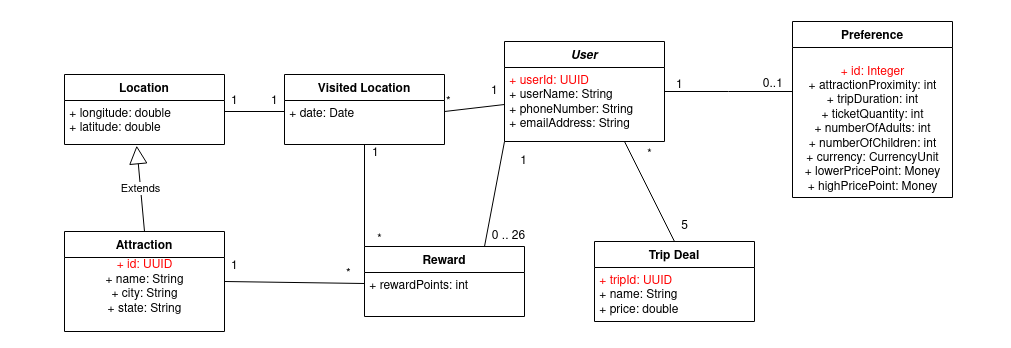 Location
+ longitude: double
+ latitude: double
1
1
Visited Location
+ date: Date
*
1
User
+ userId: UUID
+ userName: String
+ phoneNumber: String
+ emailAddress: String
1
0..1
Preference
+ id: Integer
+ attractionProximity: int
+ tripDuration: int
+ ticketQuantity: int
+ numberOfAdults: int
+ numberOfChildren: int
+ currency: CurrencyUnit
+ lowerPricePoint: Money
+ highPricePoint: Money
Extends
1
*
1
0 .. 26
*
5
Attraction
+ id: UUID
+ name: String
+ city: String
+ state: String
1
*
Reward
+ rewardPoints: int
Trip Deal
+ tripId: UUID
+ name: String
+ price: double